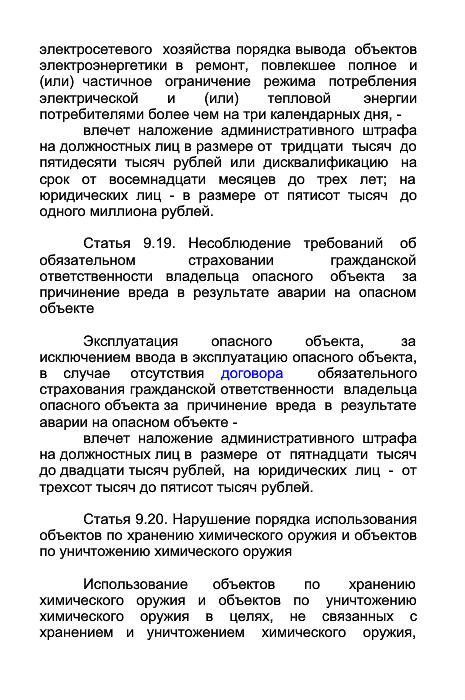 электросетевого хозяйства порядка вывода объектов
электроэнергетики в ремонт, повлекшее полное и
(или) частичное ограничение режима потребления
электрической и (или) тепловой энергии
потребителями более чем на три календарных дня, -
влечет наложение административного штрафа
на должностных лиц в размере от тридцати тысяч до
пятидесяти тысяч рублей или дисквалификацию на
срок от восемнадцати месяцев до трех лет; на
юридических лиц - в размере от пятисот тысяч до
одного миллиона рублей.
Статья 9.19. Несоблюдение требований об
обязательном страховании гражданской
ответственности владельца опасного объекта за
причинение вреда в результате аварии на опасном
объекте
Эксплуатация опасного объекта, за
исключением ввода в эксплуатацию опасного объекта,
в случае отсутствия договора обязательного
страхования гражданской ответственности владельца
опасного объекта за причинение вреда в результате
аварии на опасном объекте -
влечет наложение административного штрафа
на должностных лиц в размере от пятнадцати тысяч
до двадцати тысяч рублей, на юридических лиц - от
трехсот тысяч до пятисот тысяч рублей.
Статья 9.20. Нарушение порядка использования
объектов по хранению химического оружия и объектов
по уничтожению химического оружия
Использование объектов по хранению
химического оружия и объектов по уничтожению
химического оружия в целях, не связанных с
хранением и уничтожением химического оружия,